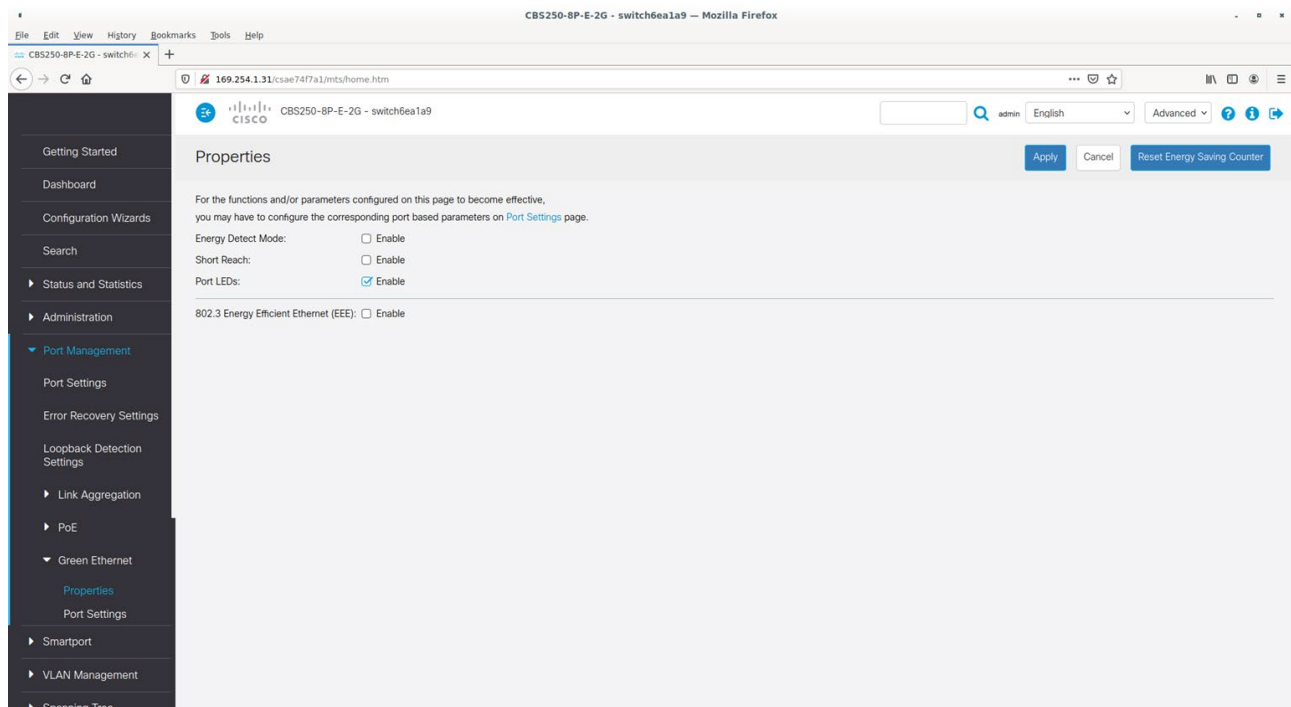 CBS250-8P-E-2G - switch6ea1a9 — Mozilla Firefox
File Edit View History Bookmarks Tools Help
CBS250-8P-E-2G - switch6e
169.254.1.31/csae74f7a1/mts/home.htm
CISCO CBS250-8P-E-2G - switch6ea1a9 admin English Advanced
Getting Started
Dashboard
Configuration Wizards
Search
Status and Statistics
Administration
Port Management
Port Settings
Error Recovery Settings
Loopback Detection
Settings
Link Aggregation
PoE
Green Ethernet
Properties
Port Settings
Smartport
VLAN Management
Spanning Tree
Properties Apply Cancel Reset Energy Saving Counter
For the functions and/or parameters configured on this page to become effective,
you may have to configure the corresponding port based parameters on Port Settings page.
Energy Detect Mode: Enable
Short Reach: Enable
Port LEDs: Enable
802.3 Energy Efficient Ethernet (EEE): Enable